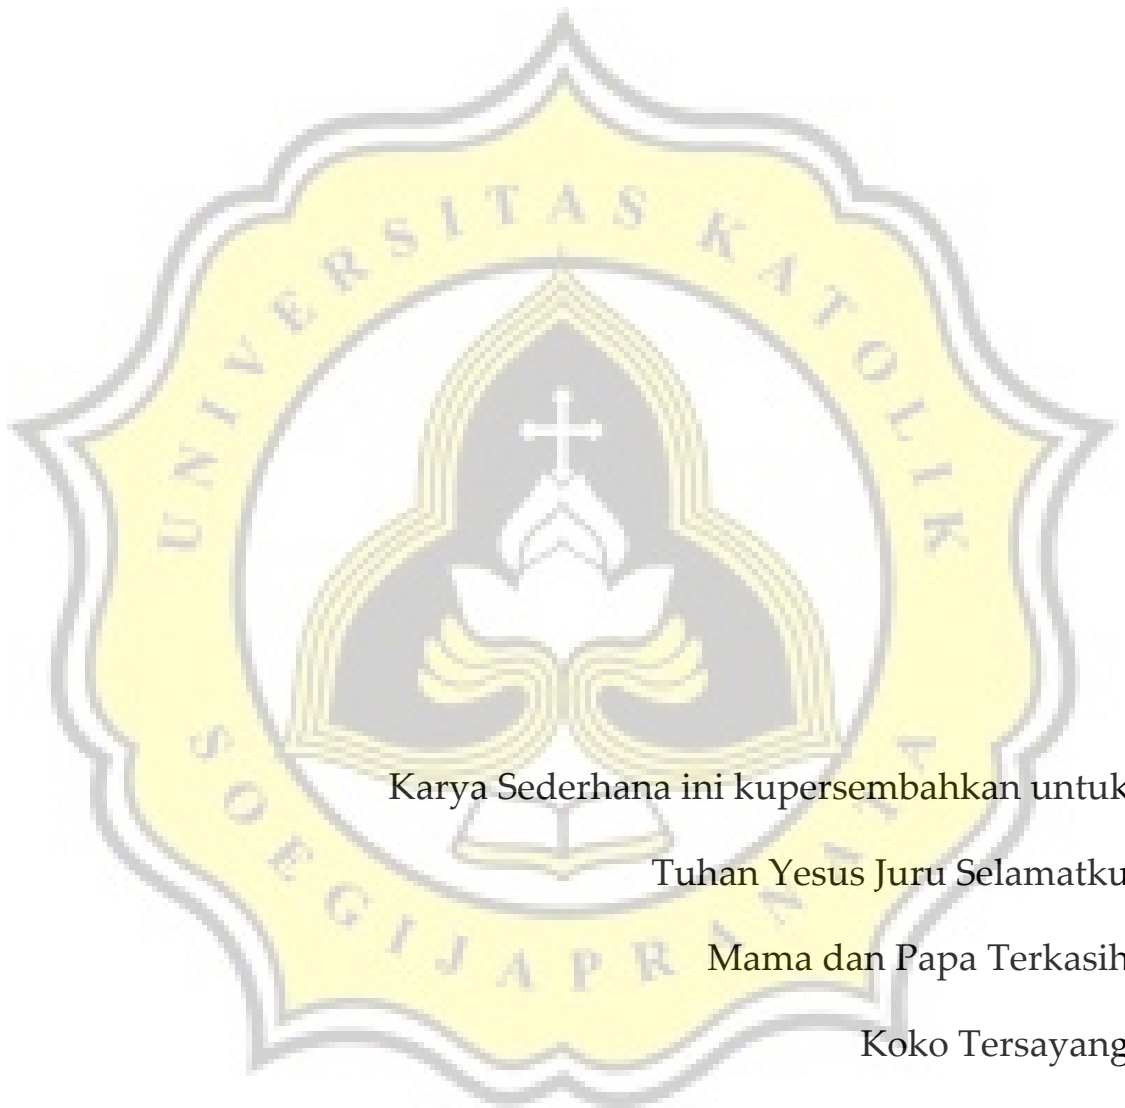 UNIVERSITAS KATOLIK
SOEGIJAPRANATA
Karya Sederhana ini kupersembahkan untuk
Tuhan Yesus Juru Selamatku
Mama dan Papa Terkasih
Koko Tersayang